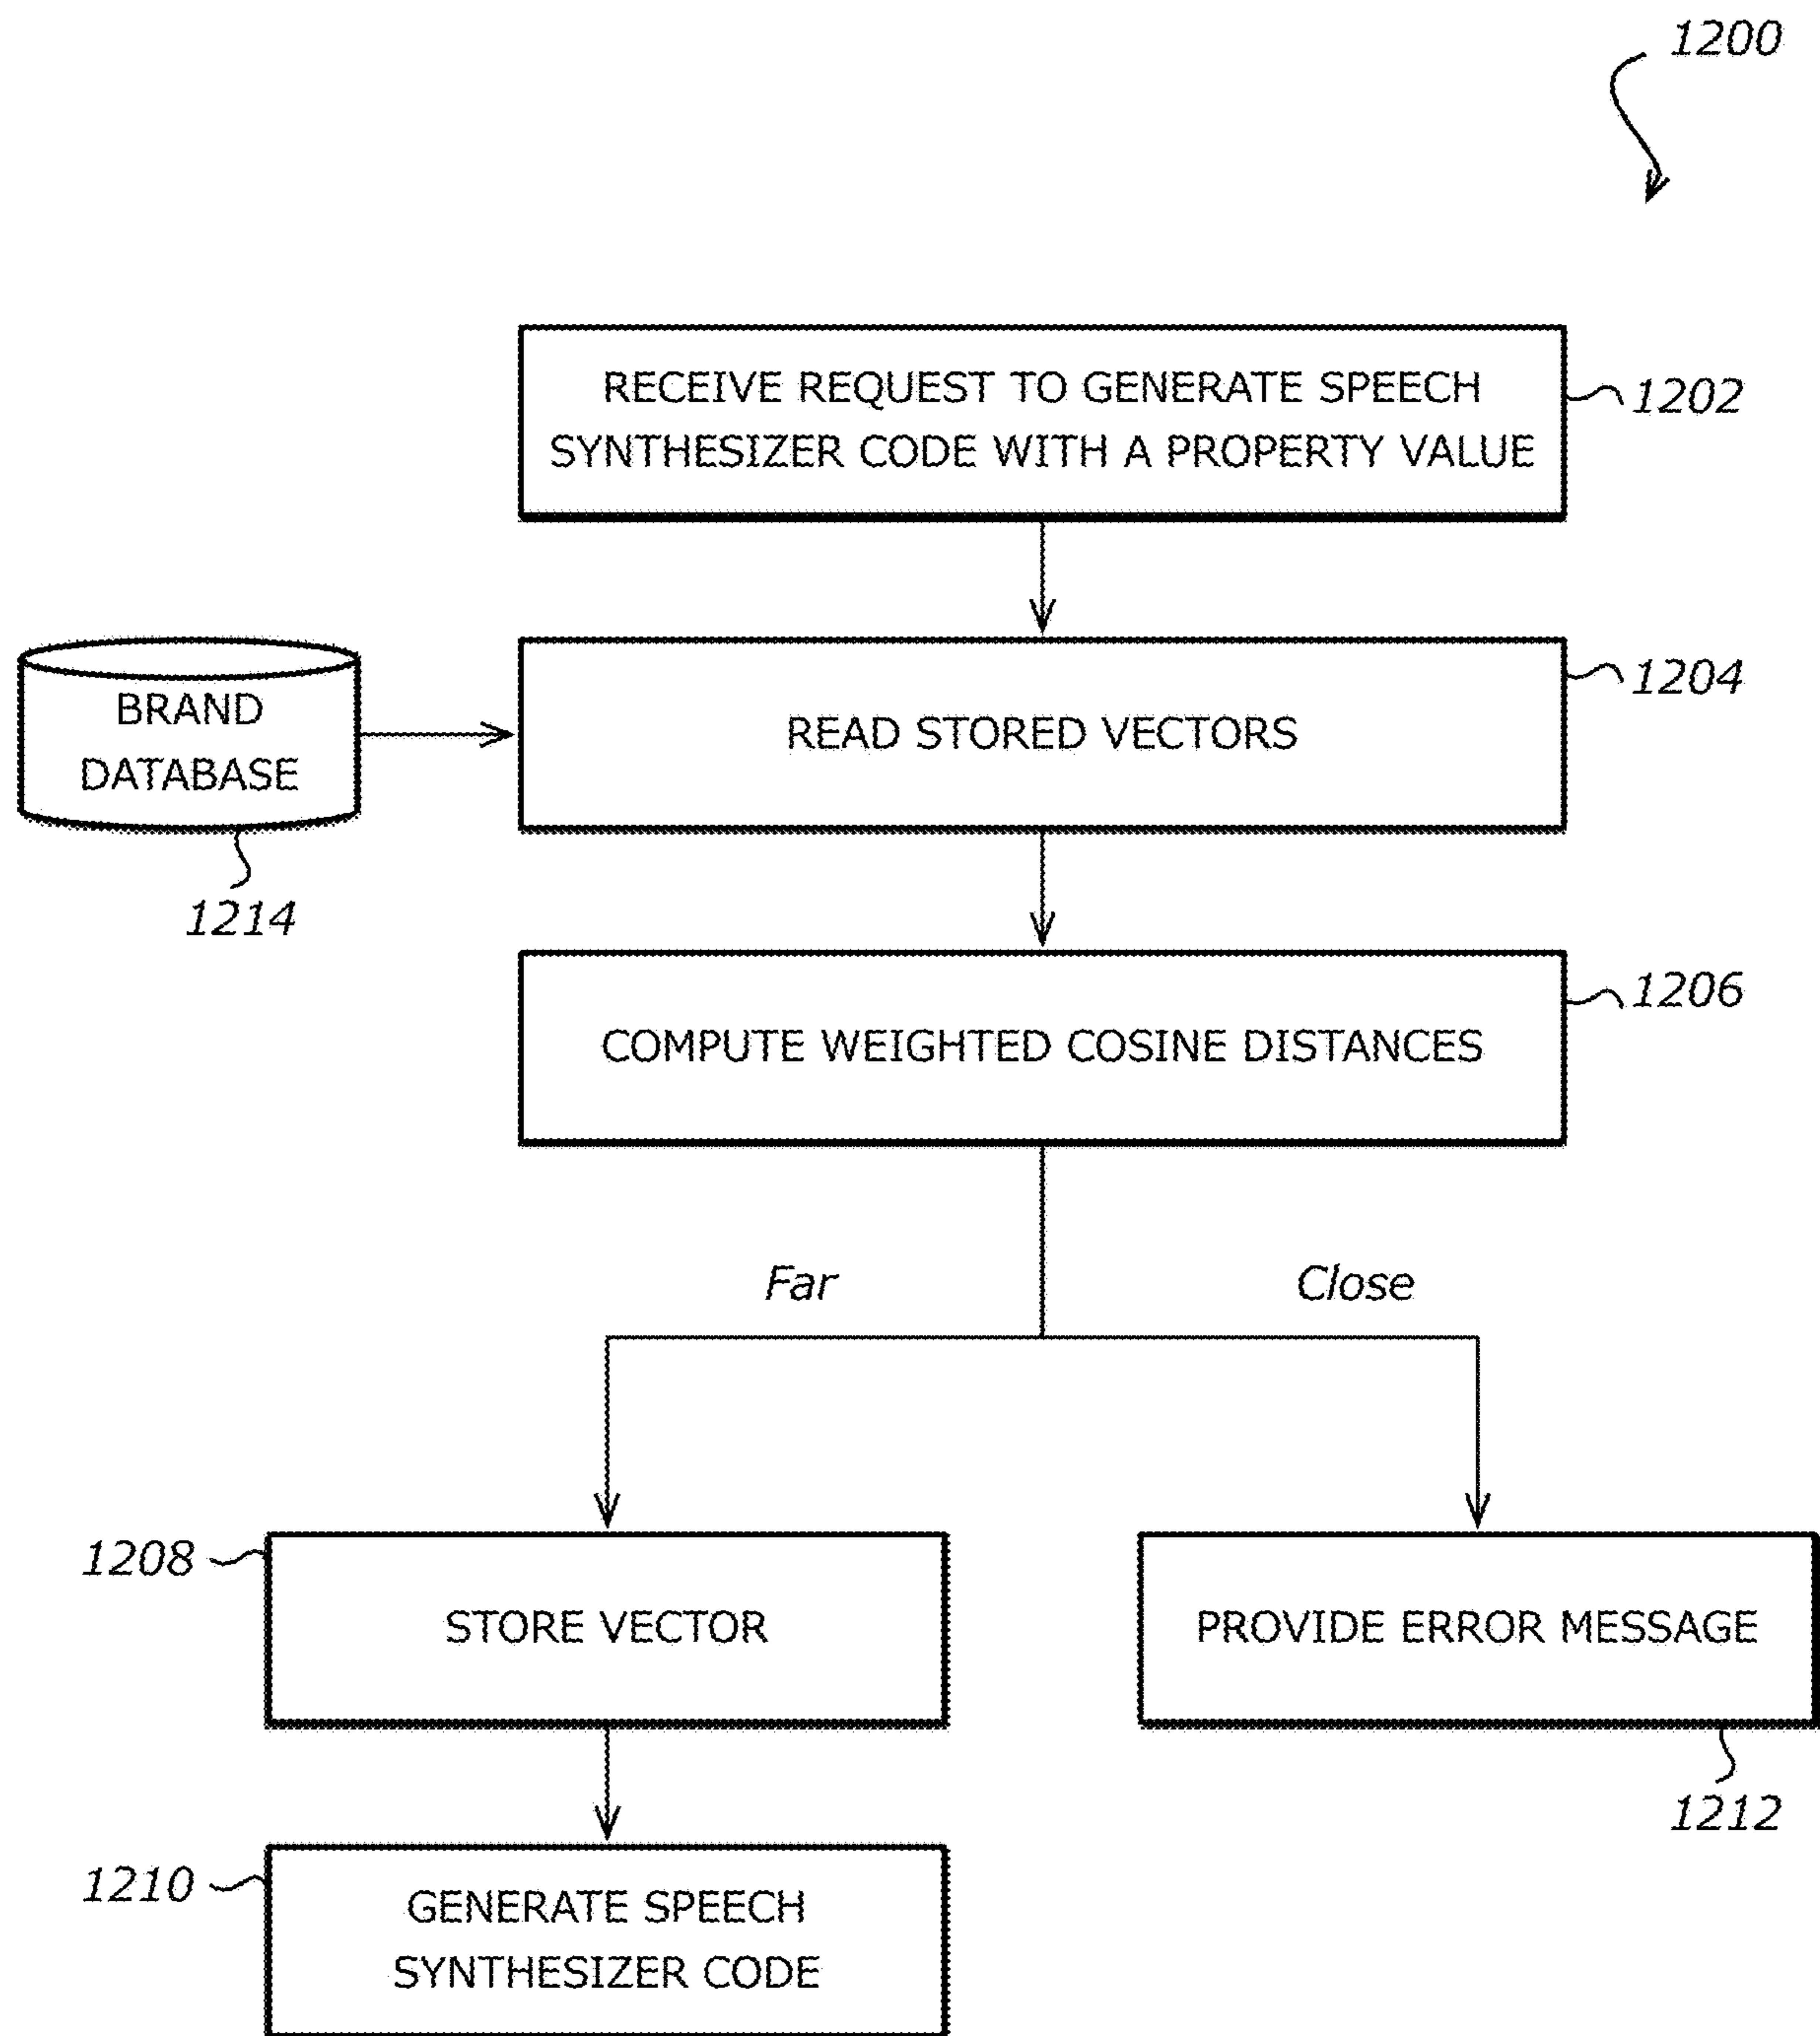 1200
RECEIVE REQUEST TO GENERATE SPEECH
SYNTHESIZER CODE WITH A PROPERTY VALUE
1202
BRAND
DATABASE
1214
READ STORED VECTORS
1204
COMPUTE WEIGHTED COSINE DISTANCES
1206
Far
Close
1208
STORE VECTOR
PROVIDE ERROR MESSAGE
1212
1210
GENERATE SPEECH
SYNTHESIZER CODE